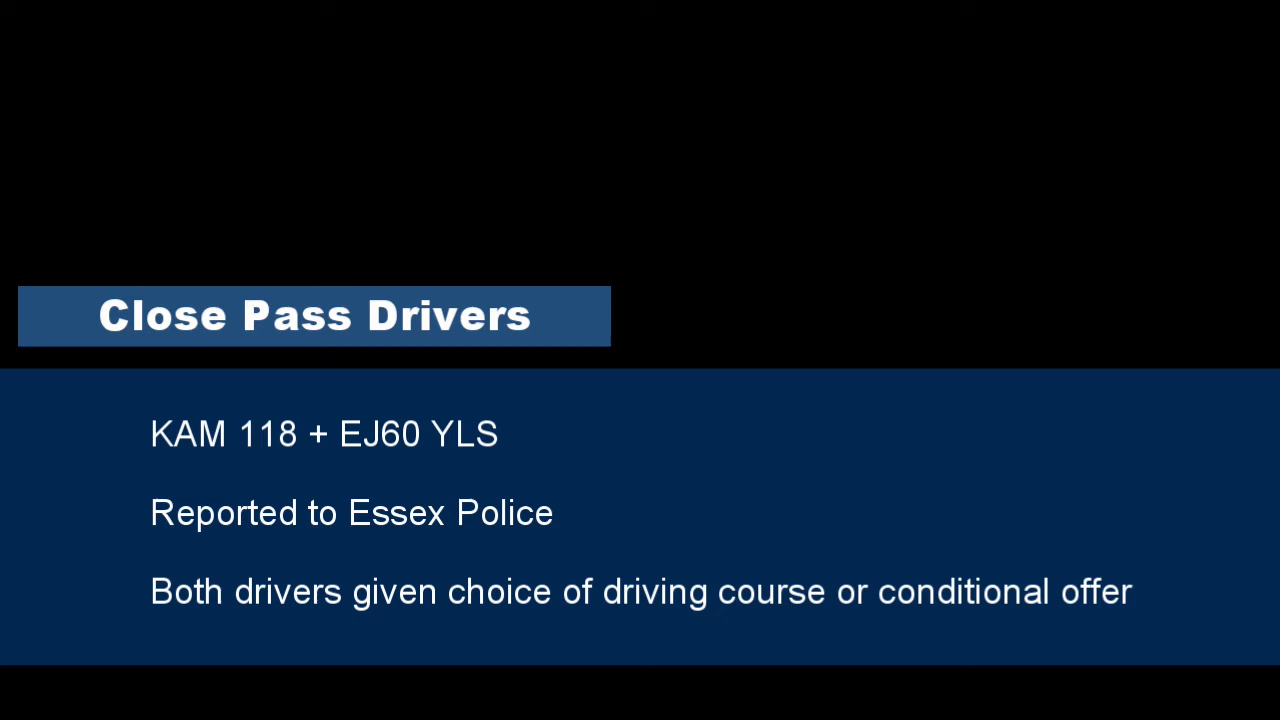 Close Pass Drivers
KAM 118 + EJ60 YLS
Reported to Essex Police
Both drivers given choice of driving course or conditional offer